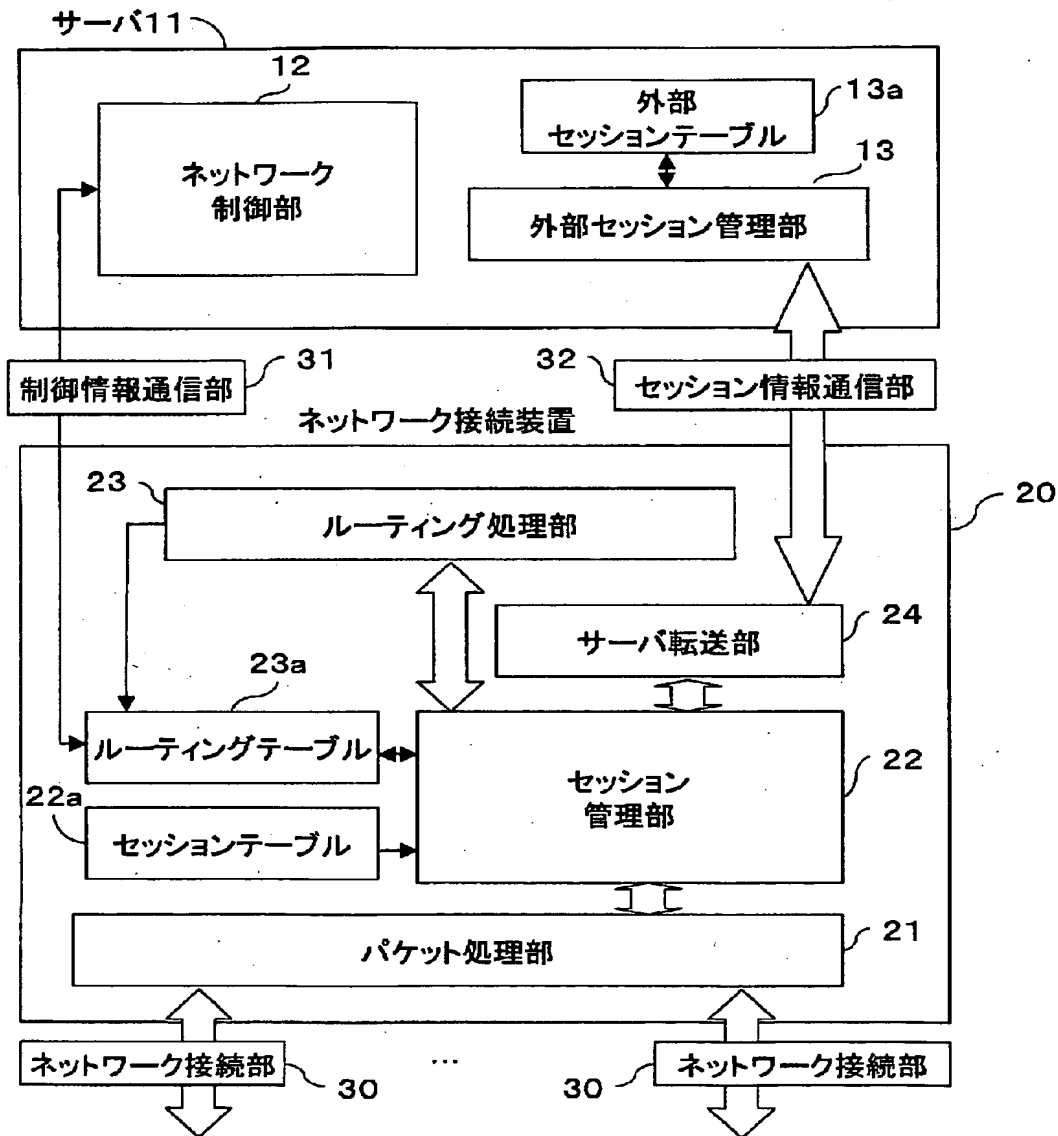 サーバ11
12
ネットワーク
制御部
外部
セッションテーブル
13a
13
外部セッション管理部
制御情報通信部
31
32
セッション情報通信部
ネットワーク接続装置
20
23
ルーティング処理部
サーバ転送部
24
23a
ルーティングテーブル
22a
セッションテーブル
セッション
管理部
22
パケット処理部
21
ネットワーク接続部
30
...
30
ネットワーク接続部